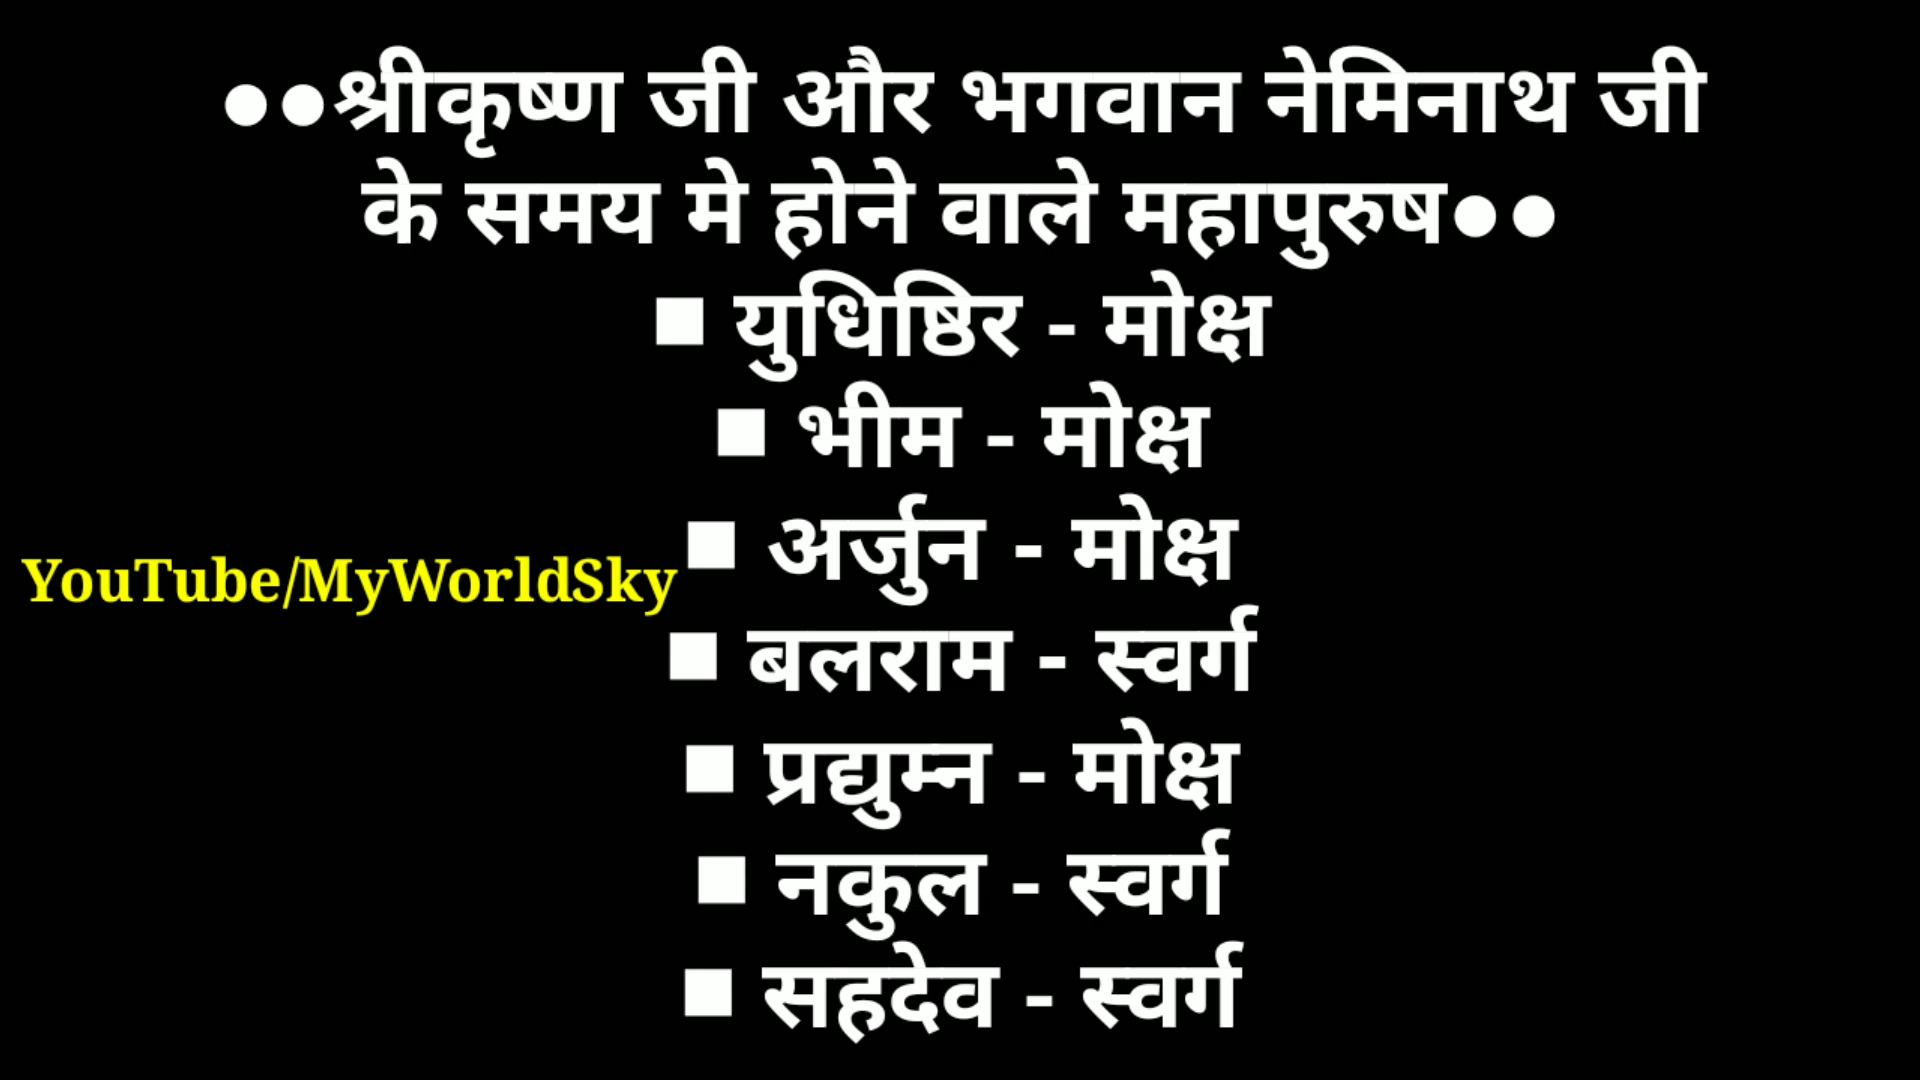 ●●श्रीकृष्ण जी और भगवान नेमिनाथ जी
के समय मे होने वाले महापुरुष●●
■ युधिष्ठिर - मोक्ष
■ भीम - मोक्ष
■ अर्जुन - मोक्ष
YouTube/MyWorldSky
■ बलराम - स्वर्ग
■ प्रद्युम्न - मोक्ष
■ नकुल - स्वर्ग
■ सहदेव - स्वर्ग